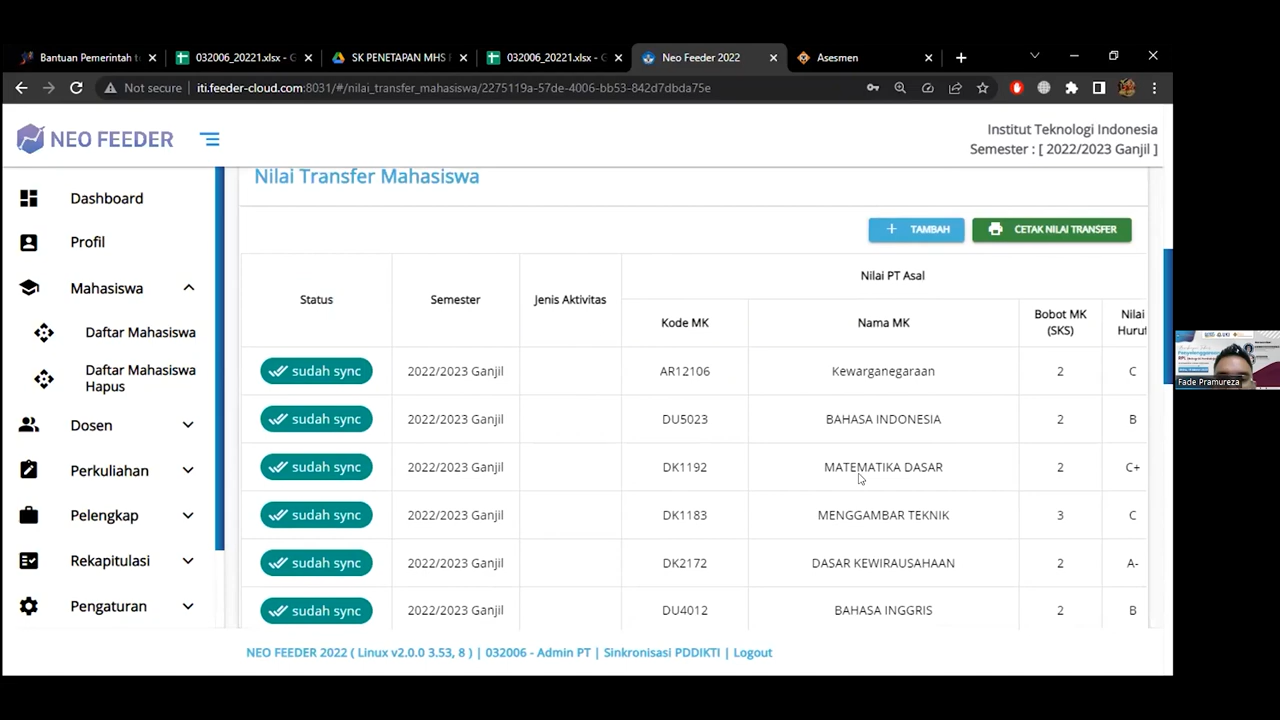 Bantuan Pemerintah t
032006_20221.xlsx - G
SK PENETAPAN MHS
032006_20221.xlsx - G
Neo Feeder 2022
Asesmen
Not secure
iti.feeder-cloud.com:8031/#/nilai_transfer_mahasiswa/2275119a-57de-4006-bb53-842d7dbda75e
NEO FEEDER
Institut Teknologi Indonesia
Semester : [ 2022/2023 Ganjil ]
Dashboard
Profil
Mahasiswa
Daftar Mahasiswa
Daftar Mahasiswa
Hapus
Dosen
Perkuliahan
Pelengkap
Rekapitulasi
Pengaturan
Nilai Transfer Mahasiswa
+ TAMBAH
CETAK NILAI TRANSFER
Status
Semester
Jenis Aktivitas
Nilai PT Asal
Kode MK
Nama MK
Bobot MK
(SKS)
Nilai
Huruf
sudah sync 2022/2023 Ganjil AR12106 Kewarganegaraan 2 C
sudah sync 2022/2023 Ganjil DU5023 BAHASA INDONESIA 2 B
sudah sync 2022/2023 Ganjil DK1192 MATEMATIKA DASAR 2 C+
sudah sync 2022/2023 Ganjil DK1183 MENGGAMBAR TEKNIK 3 C
sudah sync 2022/2023 Ganjil DK2172 DASAR KEWIRAUSAHAAN 2 A-
sudah sync 2022/2023 Ganjil DU4012 BAHASA INGGRIS 2 B
NEO FEEDER 2022 ( Linux v2.0.0 3.53, 8 ) | 032006 - Admin PT | Sinkronisasi PDDIKTI | Logout
Fade Pramureza